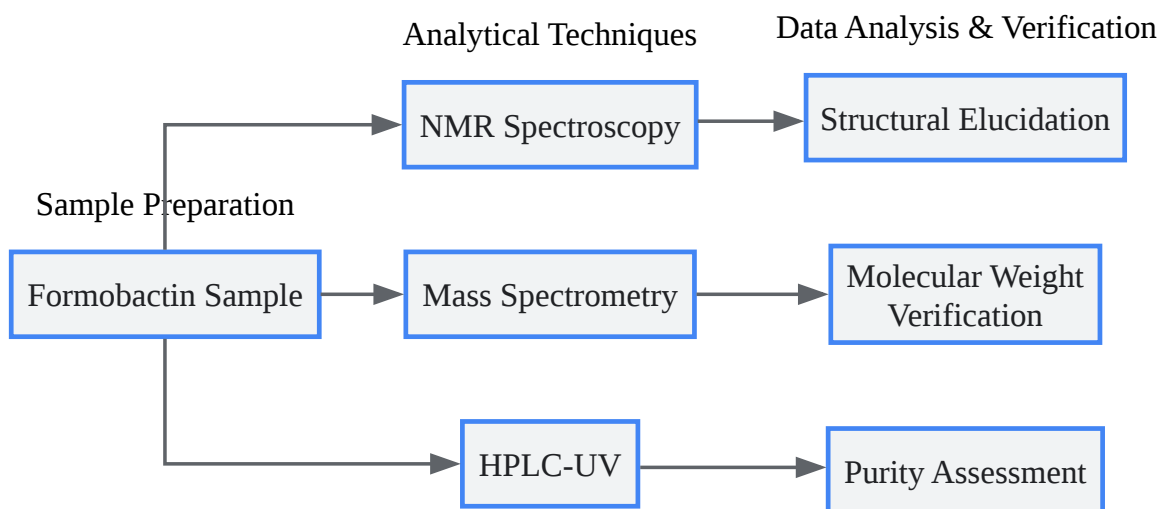 Analytical Techniques
Data Analysis & Verification
NMR Spectroscopy
Structural Elucidation
Sample Preparation
Formobactin Sample
Mass Spectrometry
Molecular Weight
Verification
HPLC-UV
Purity Assessment